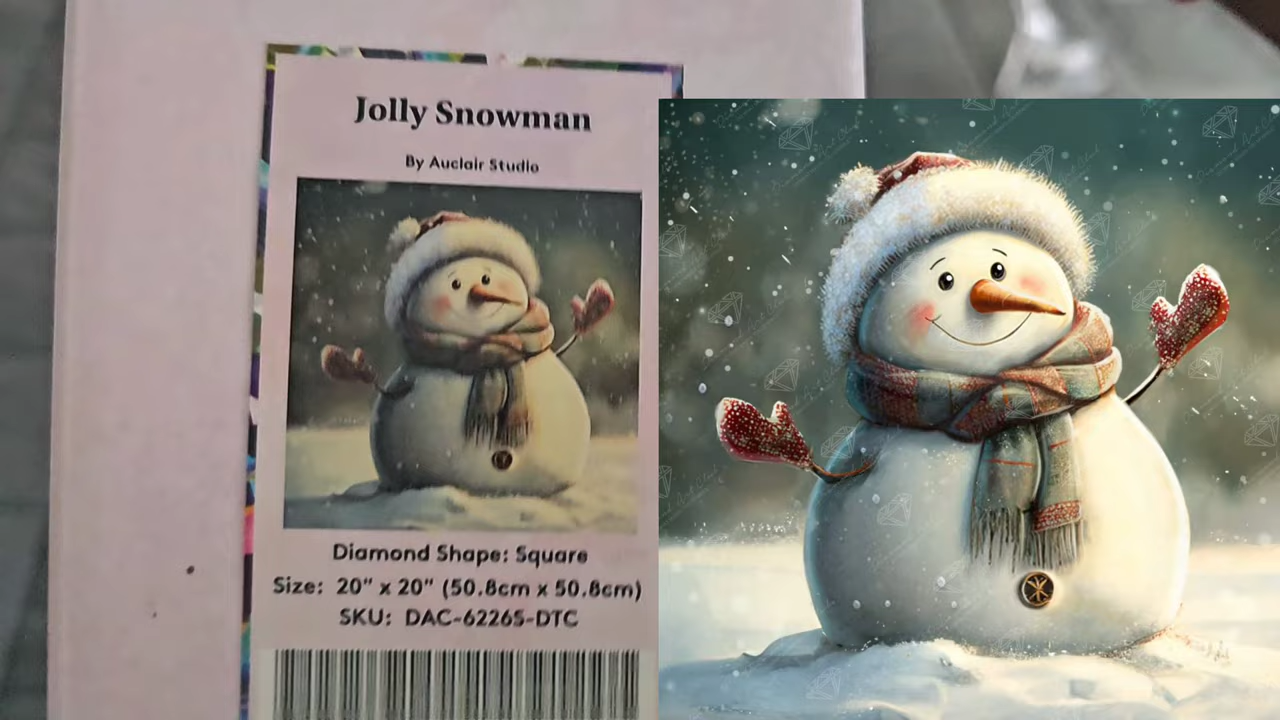 Jolly Snowman
By Auclair Studio
Diamond Shape: Square
Size: 20" x 20" (50.8cm x 50.8cm)
SKU: DAC-62265-DTC